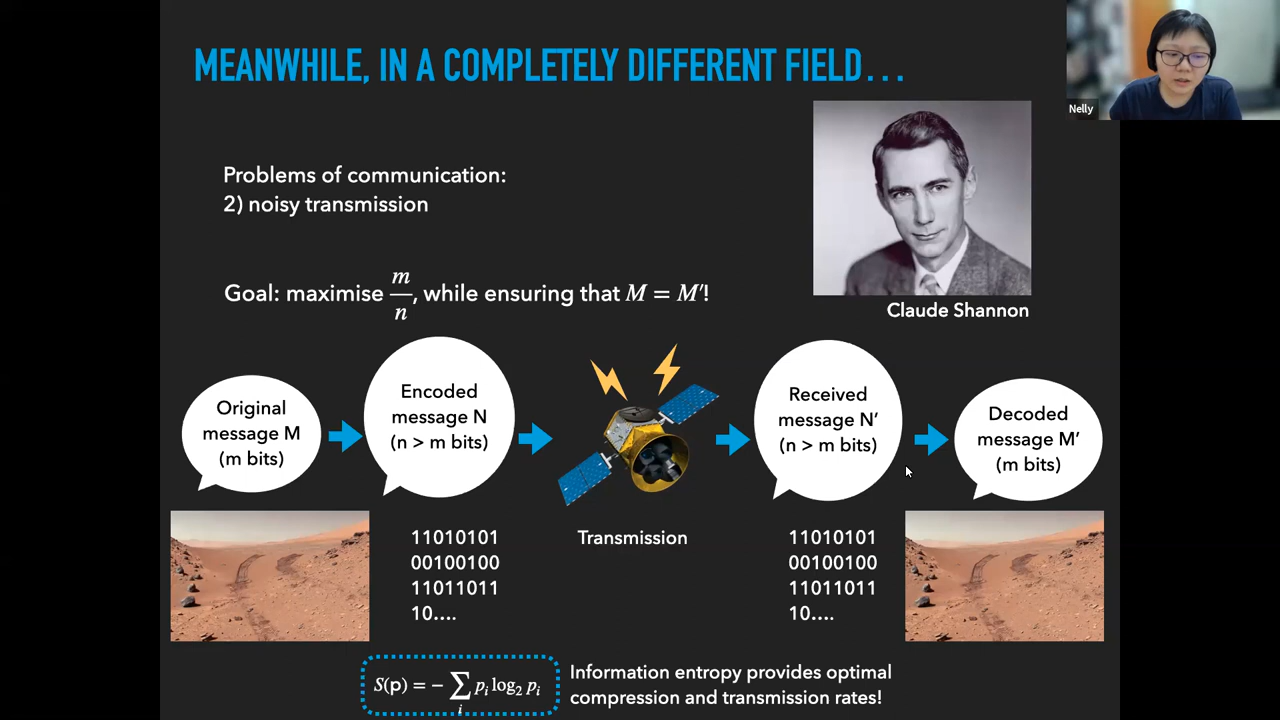 MEANWHILE, IN A COMPLETELY DIFFERENT FIELD...
Nelly
Problems of communication:
2) noisy transmission
Goal: maximise m/n, while ensuring that M = M′!
Claude Shannon
Original
message M
(m bits)
Encoded
message N
(n > m bits)
Received
message N′
(n > m bits)
Decoded
message M′
(m bits)
11010101
00100100
11011011
10....
Transmission
11010101
00100100
11011011
10....
S(p) = − ∑ᵢ pᵢ log₂ pᵢ
Information entropy provides optimal
compression and transmission rates!